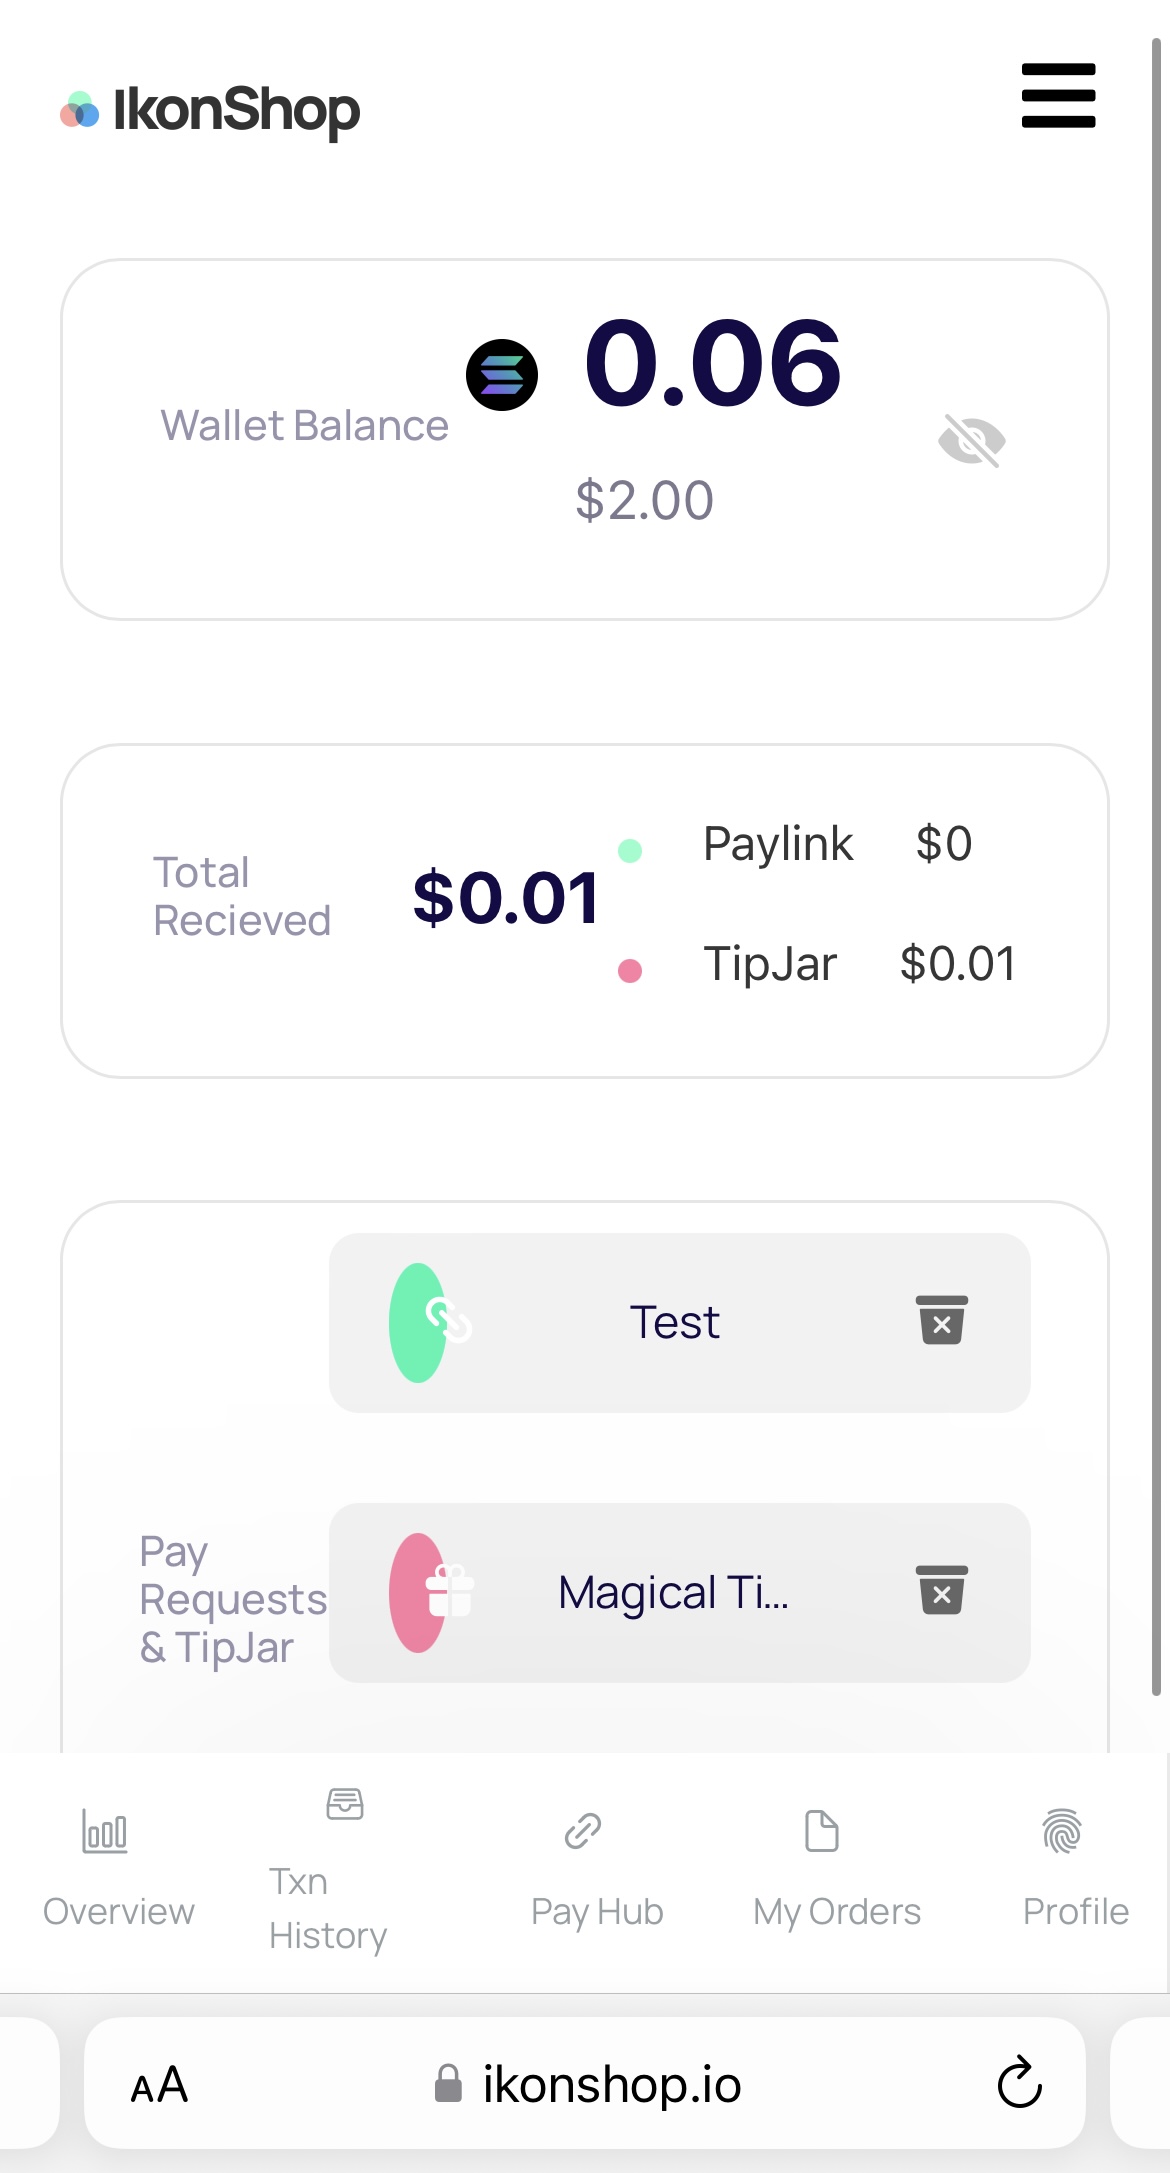 IkonShop
Wallet Balance
0.06
$2.00
Total
Recieved
$0.01
Paylink $0
TipJar $0.01
Test
Pay
Requests
& TipJar
Magical Ti...
Overview
Txn
History
Pay Hub
My Orders
Profile
AA
ikonshop.io